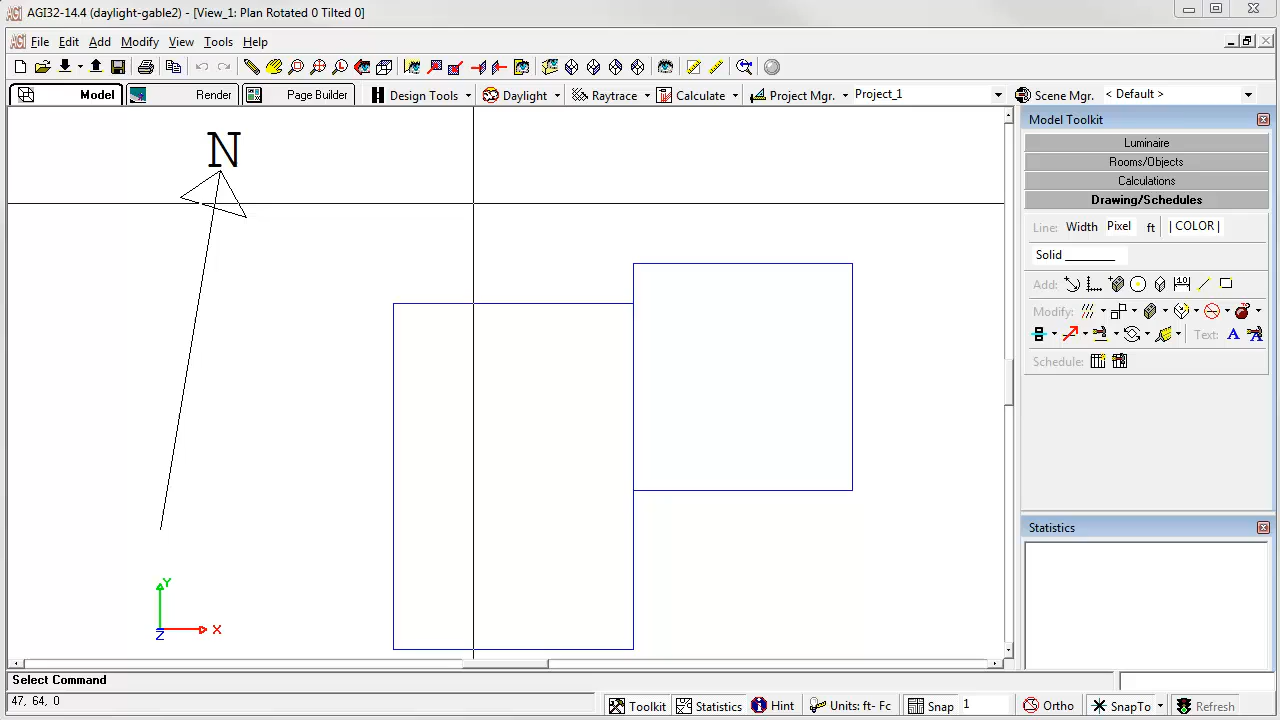 AGI32-14.4 (daylight-gable2) - [View_1: Plan Rotated 0 Tilted 0]
AGI File Edit Add Modify View Tools Help
Model Render Page Builder Design Tools Daylight Raytrace Calculate Project Mgr. Project_1 Scene Mgr. < Default >
Model Toolkit
Luminaire
Rooms/Objects
Calculations
Drawing/Schedules
Line: Width Pixel ft | COLOR |
Solid ________
Add:
Modify:
Text: A
Schedule:
Statistics
N
Y
Z X
Select Command
47, 64, 0
Toolkit Statistics Hint Units: ft- Fc Snap 1 Ortho SnapTo Refresh